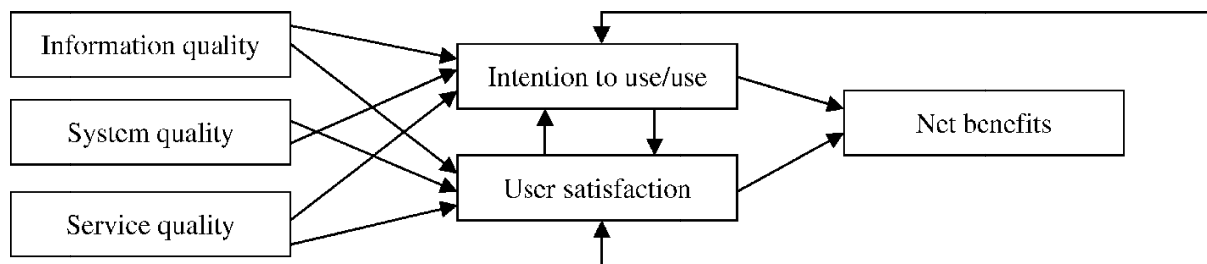 Information quality
Intention to use/use
System quality
Net benefits
User satisfaction
Service quality